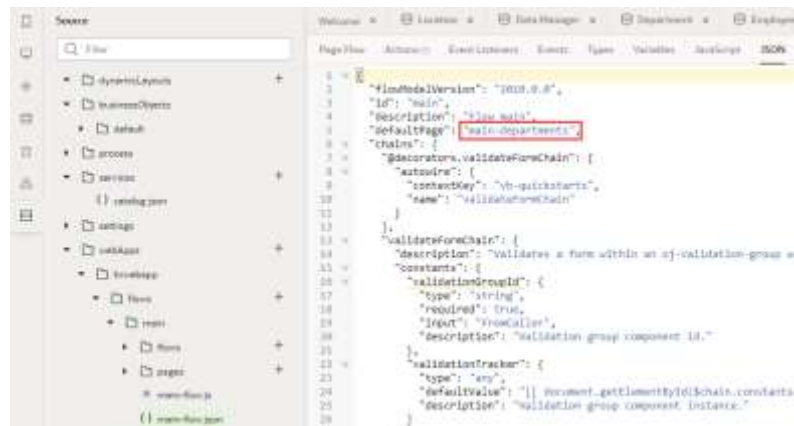 Source
Filter
dynamicLayouts
businessObjects
default
process
services
{ } catalog.json
settings
webApps
hrwebapp
flows
main
flows
pages
main-flow.js
{ } main-flow.json
Welcome × Location × Data Manager × Department × Employee
Page Flow Actions Event Listeners Events Types Variables JavaScript JSON
1 {
2 "flowModelVersion": "2010.0.0",
3 "id": "main",
4 "description": "Flow main",
5 "defaultPage": "main-departments",
6 "chains": {
7 "@decorators.validateFormChain": {
8 "autowire": {
9 "contextKey": "vb-quickstarts",
10 "name": "validateFormChain"
11 }
12 },
13 "validateFormChain": {
14 "description": "Validates a form within an oj-validation-group
15 "constants": {
16 "validationGroupId": {
17 "type": "string",
18 "required": true,
19 "input": "fromCaller",
20 "description": "Validation group component id."
21 },
22 "validationTracker": {
23 "type": "any",
24 "defaultValue": "[[ document.getElementById($chain.constants
25 "description": "Validation group component instance."
26 }